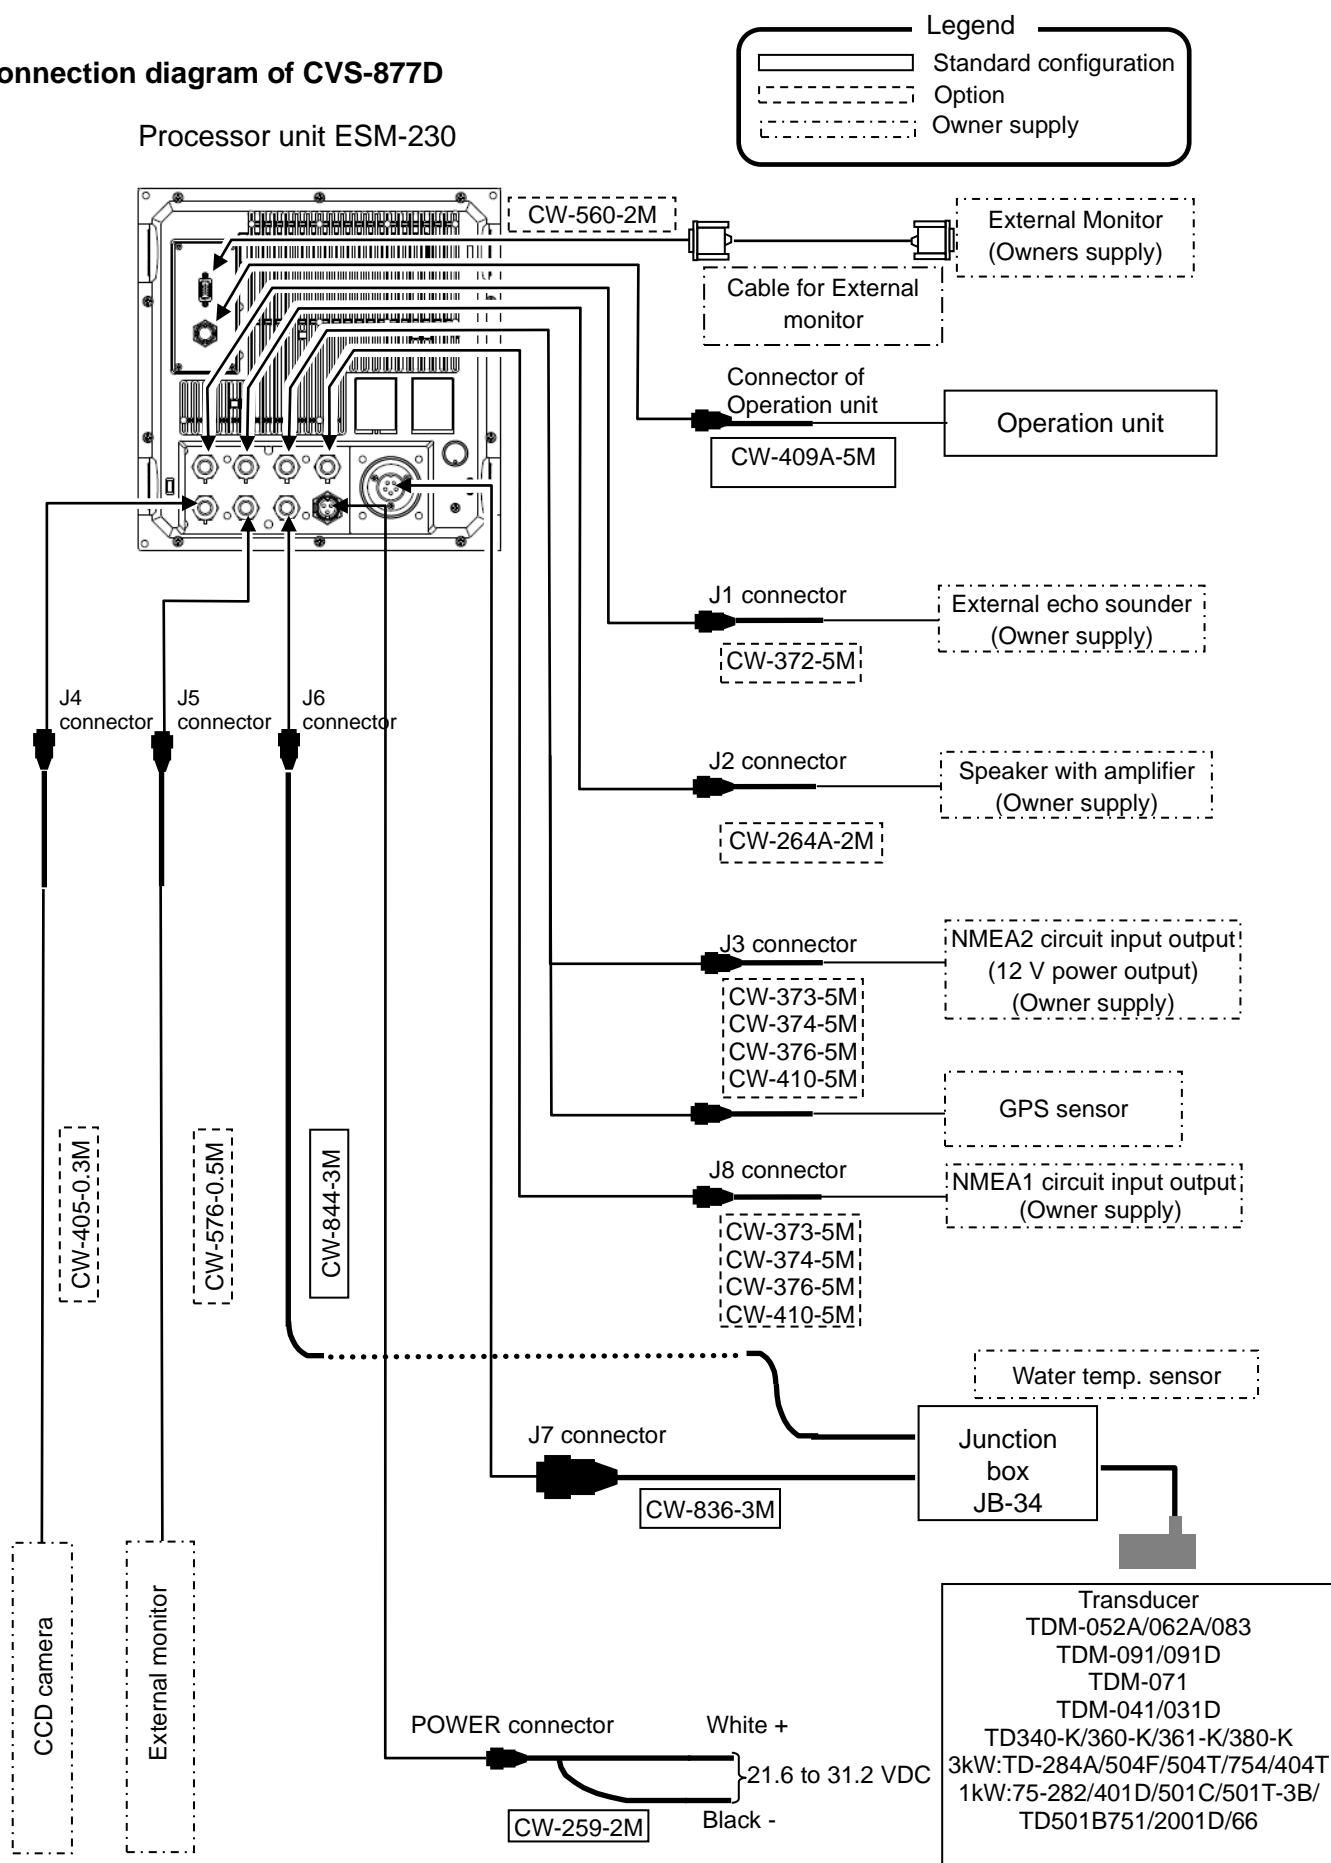 Legend
Standard configuration
Option
Owner supply
onnection diagram of CVS-877D
Processor unit ESM-230
CW-560-2M
External Monitor
(Owners supply)
Cable for External
monitor
Connector of
Operation unit
Operation unit
CW-409A-5M
J1 connector
External echo sounder
(Owner supply)
CW-372-5M
J4
connector
J5
connector
J6
connector
J2 connector
Speaker with amplifier
(Owner supply)
CW-264A-2M
J3 connector
NMEA2 circuit input output
(12 V power output)
(Owner supply)
CW-373-5M
CW-374-5M
CW-376-5M
CW-410-5M
GPS sensor
CW-405-0.3M
CW-576-0.5M
CW-844-3M
J8 connector
NMEA1 circuit input output
(Owner supply)
CW-373-5M
CW-374-5M
CW-376-5M
CW-410-5M
Water temp. sensor
J7 connector
Junction
box
JB-34
CW-836-3M
CCD camera
External monitor
Transducer
TDM-052A/062A/083
TDM-091/091D
TDM-071
TDM-041/031D
TD340-K/360-K/361-K/380-K
3kW:TD-284A/504F/504T/754/404T
1kW:75-282/401D/501C/501T-3B/
TD501B751/2001D/66
POWER connector
White +
21.6 to 31.2 VDC
Black -
CW-259-2M